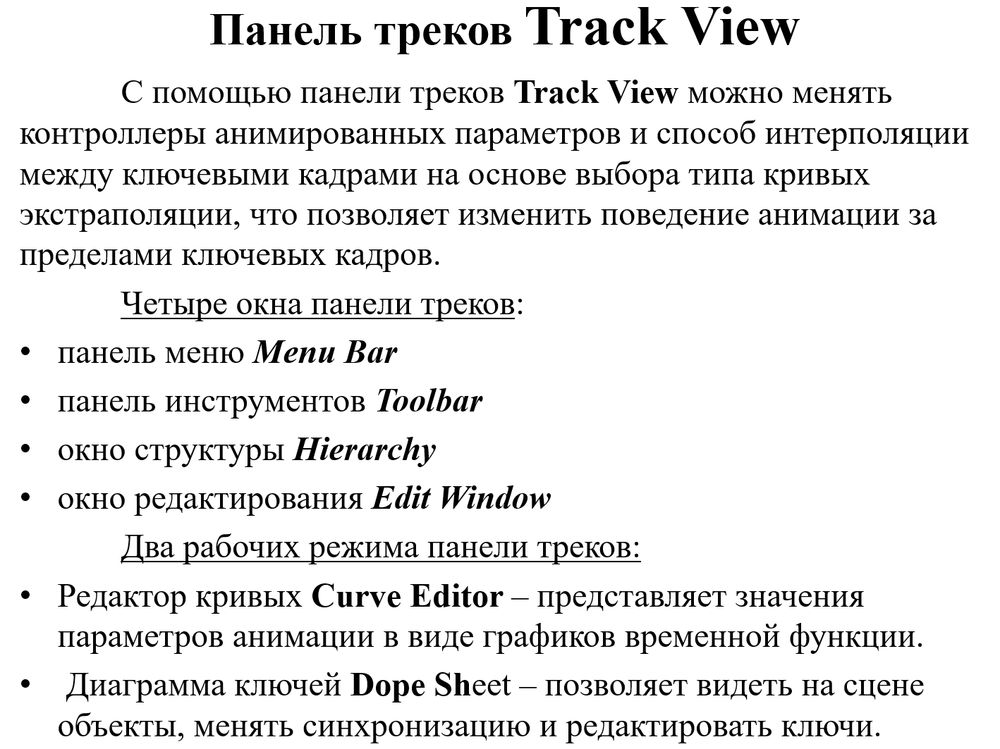 Панель треков Track View
С помощью панели треков Track View можно менять
контроллеры анимированных параметров и способ интерполяции
между ключевыми кадрами на основе выбора типа кривых
экстраполяции, что позволяет изменить поведение анимации за
пределами ключевых кадров.
Четыре окна панели треков:
• панель меню Menu Bar
• панель инструментов Toolbar
• окно структуры Hierarchy
• окно редактирования Edit Window
Два рабочих режима панели треков:
• Редактор кривых Curve Editor – представляет значения
параметров анимации в виде графиков временной функции.
• Диаграмма ключей Dope Sheet – позволяет видеть на сцене
объекты, менять синхронизацию и редактировать ключи.